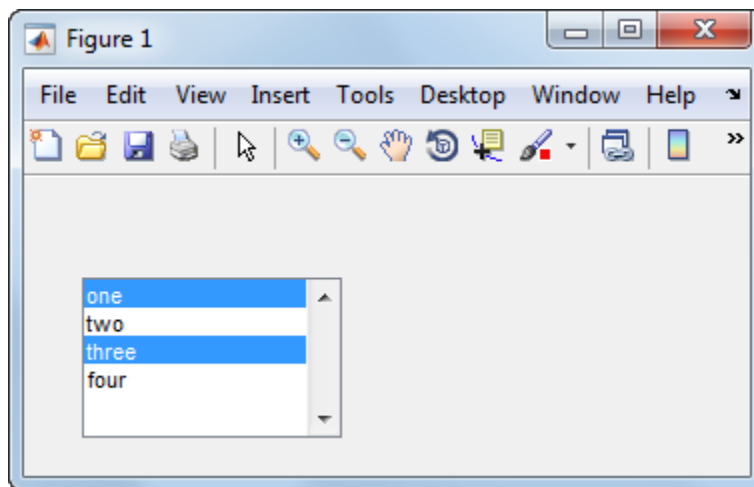 Figure 1
File Edit View Insert Tools Desktop Window Help
one
two
three
four